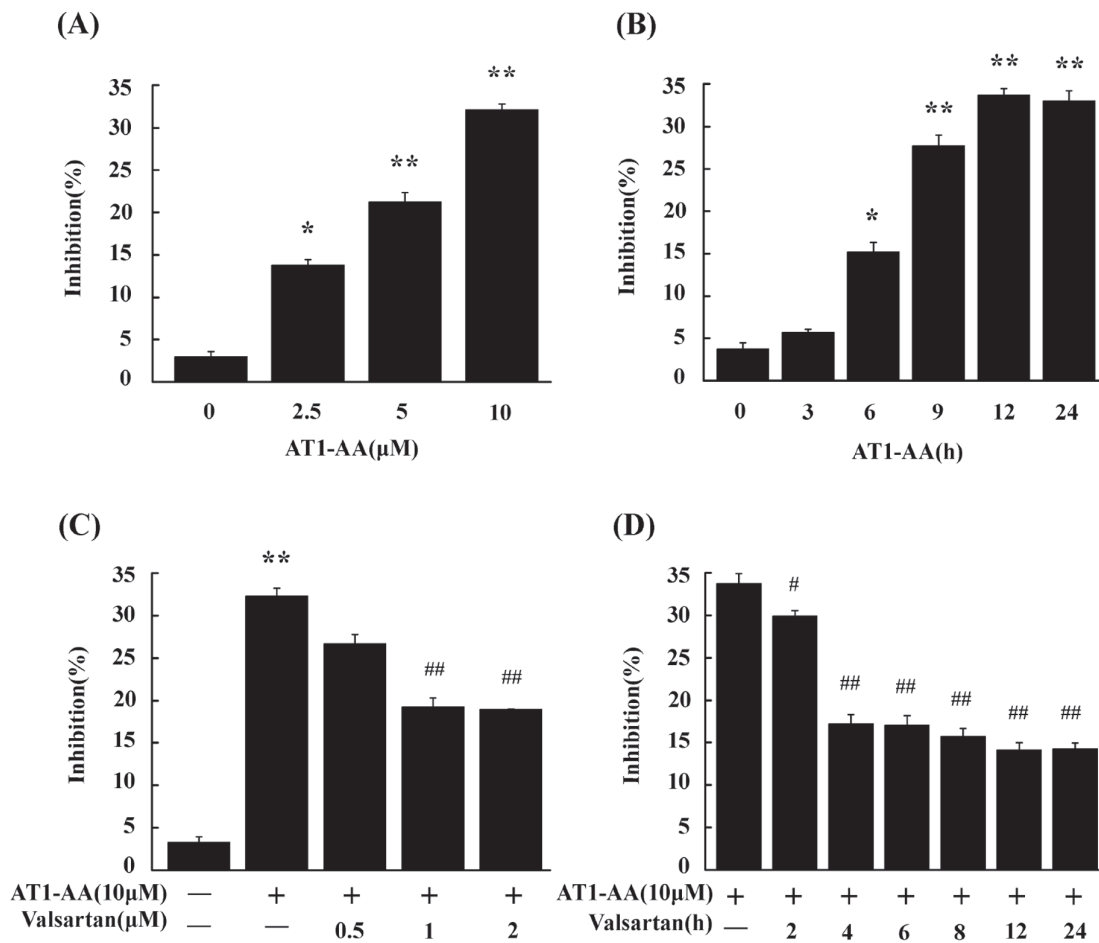 (A)
**
**
*
35
30
25
20
15
10
5
0
Inhibition(%)
0 2.5 5 10
AT1-AA(μM)
(B)
** **
**
*
35
30
25
20
15
10
5
0
Inhibition(%)
0 3 6 9 12 24
AT1-AA(h)
(C)
**
## ##
35
30
25
20
15
10
5
0
Inhibition(%)
AT1-AA(10μM) — + + + +
Valsartan(μM) — — 0.5 1 2
(D)
#
## ## ## ## ##
35
30
25
20
15
10
5
0
Inhibition(%)
AT1-AA(10μM) + + + + + + +
Valsartan(h) — 2 4 6 8 12 24